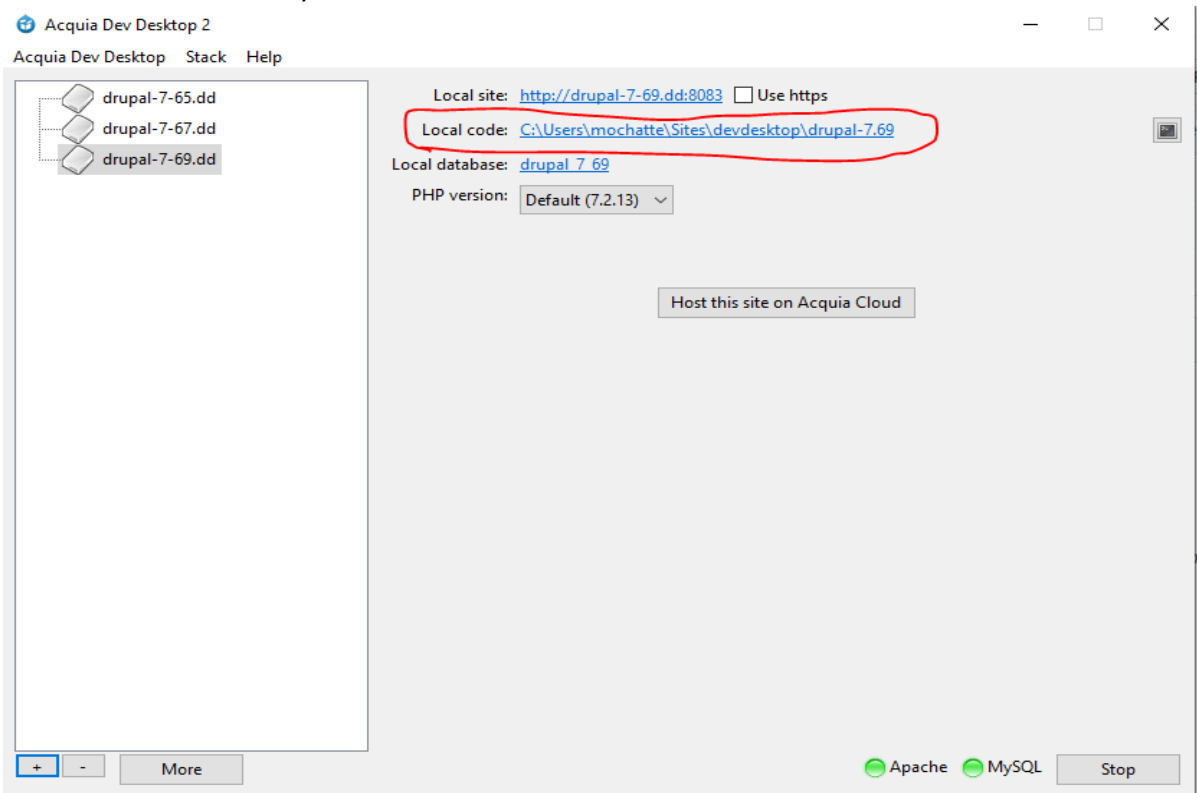 Acquia Dev Desktop 2
Acquia Dev Desktop Stack Help
drupal-7-65.dd
drupal-7-67.dd
drupal-7-69.dd
Local site: http://drupal-7-69.dd:8083 Use https
Local code: C:\Users\mochatte\Sites\devdesktop\drupal-7.69
Local database: drupal_7_69
PHP version: Default (7.2.13)
Host this site on Acquia Cloud
+ - More
Apache MySQL Stop